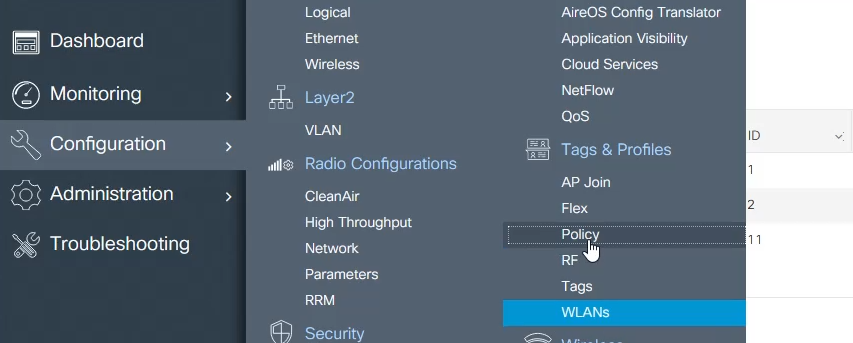 Dashboard
Monitoring
Configuration
Administration
Troubleshooting
Logical
Ethernet
Wireless
Layer2
VLAN
Radio Configurations
CleanAir
High Throughput
Network
Parameters
RRM
Security
AireOS Config Translator
Application Visibility
Cloud Services
NetFlow
QoS
Tags & Profiles
AP Join
Flex
Policy
RF
Tags
WLANs
Wireless
ID
1
2
11